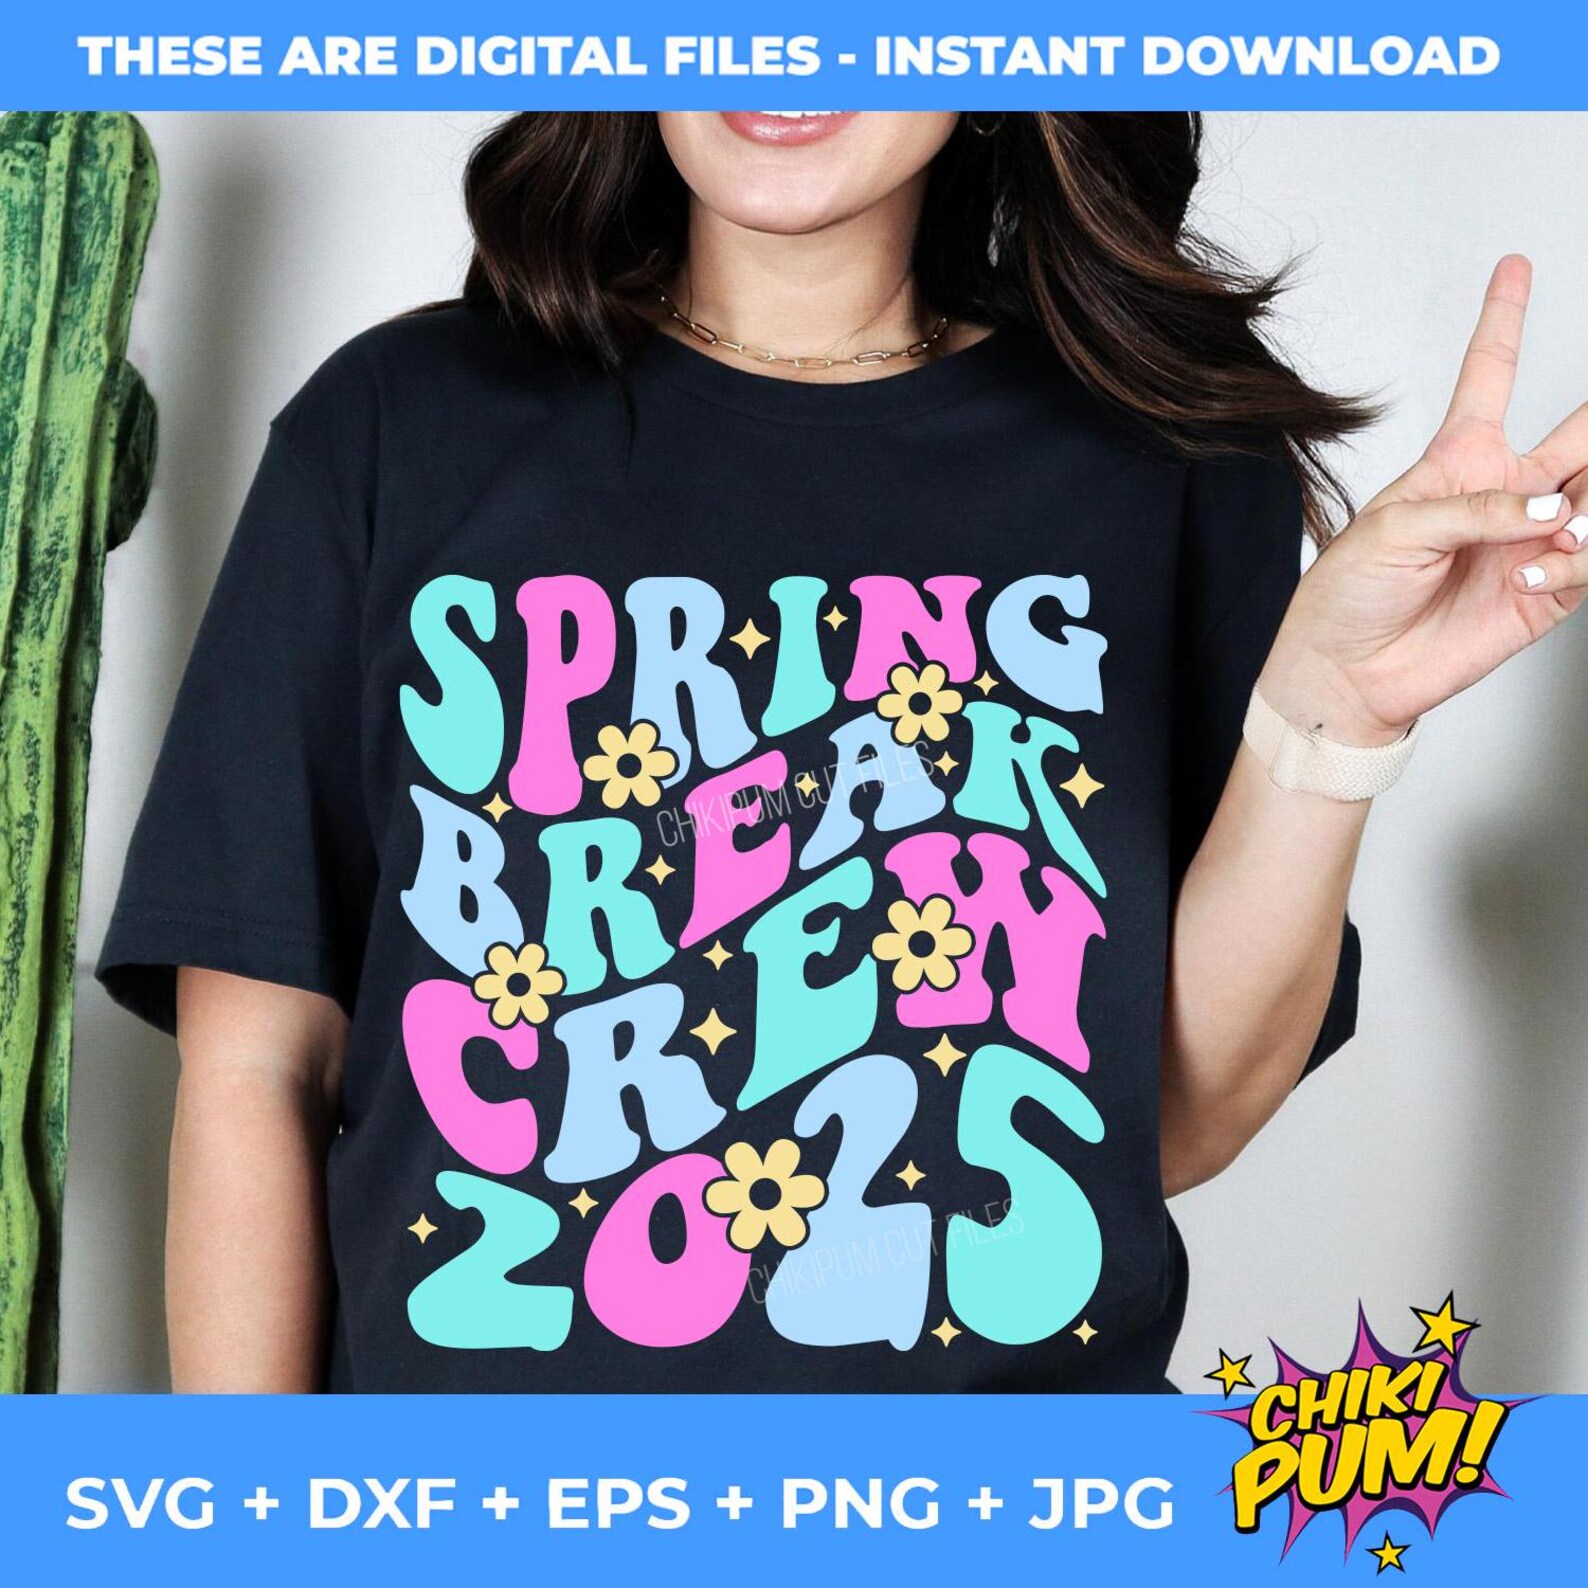 THESE ARE DIGITAL FILES - INSTANT DOWNLOAD
SPRING
BREAK
CHIKIPUM CUT FILES
CREW
2025
CHIKIPUM CUT FILES
SVG + DXF + EPS + PNG + JPG
CHIKI
PUM!